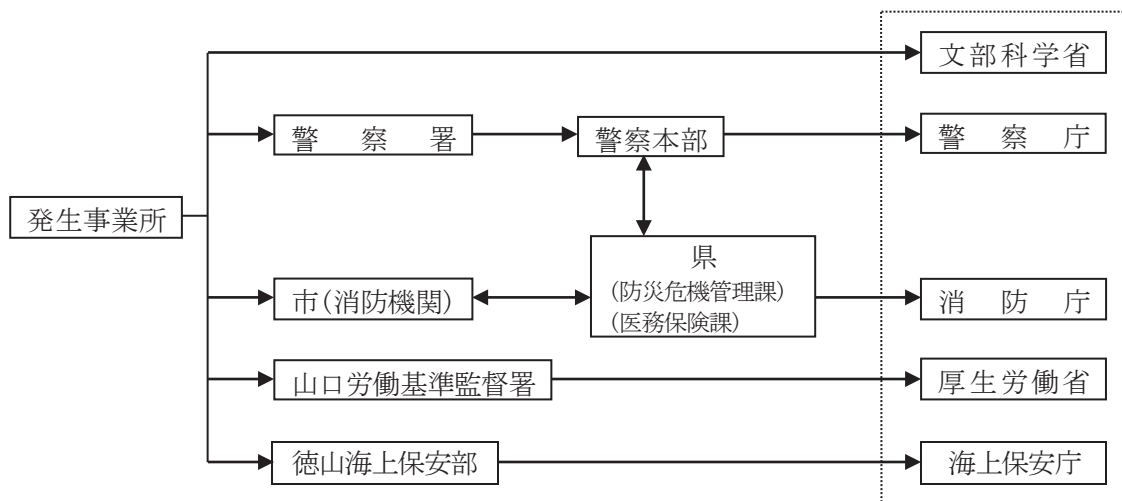 文部科学省
警察署
警察本部
警察庁
発生事業所
県
(防災危機管理課)
(医務保険課)
市(消防機関)
消防庁
山口労働基準監督署
厚生労働省
徳山海上保安部
海上保安庁